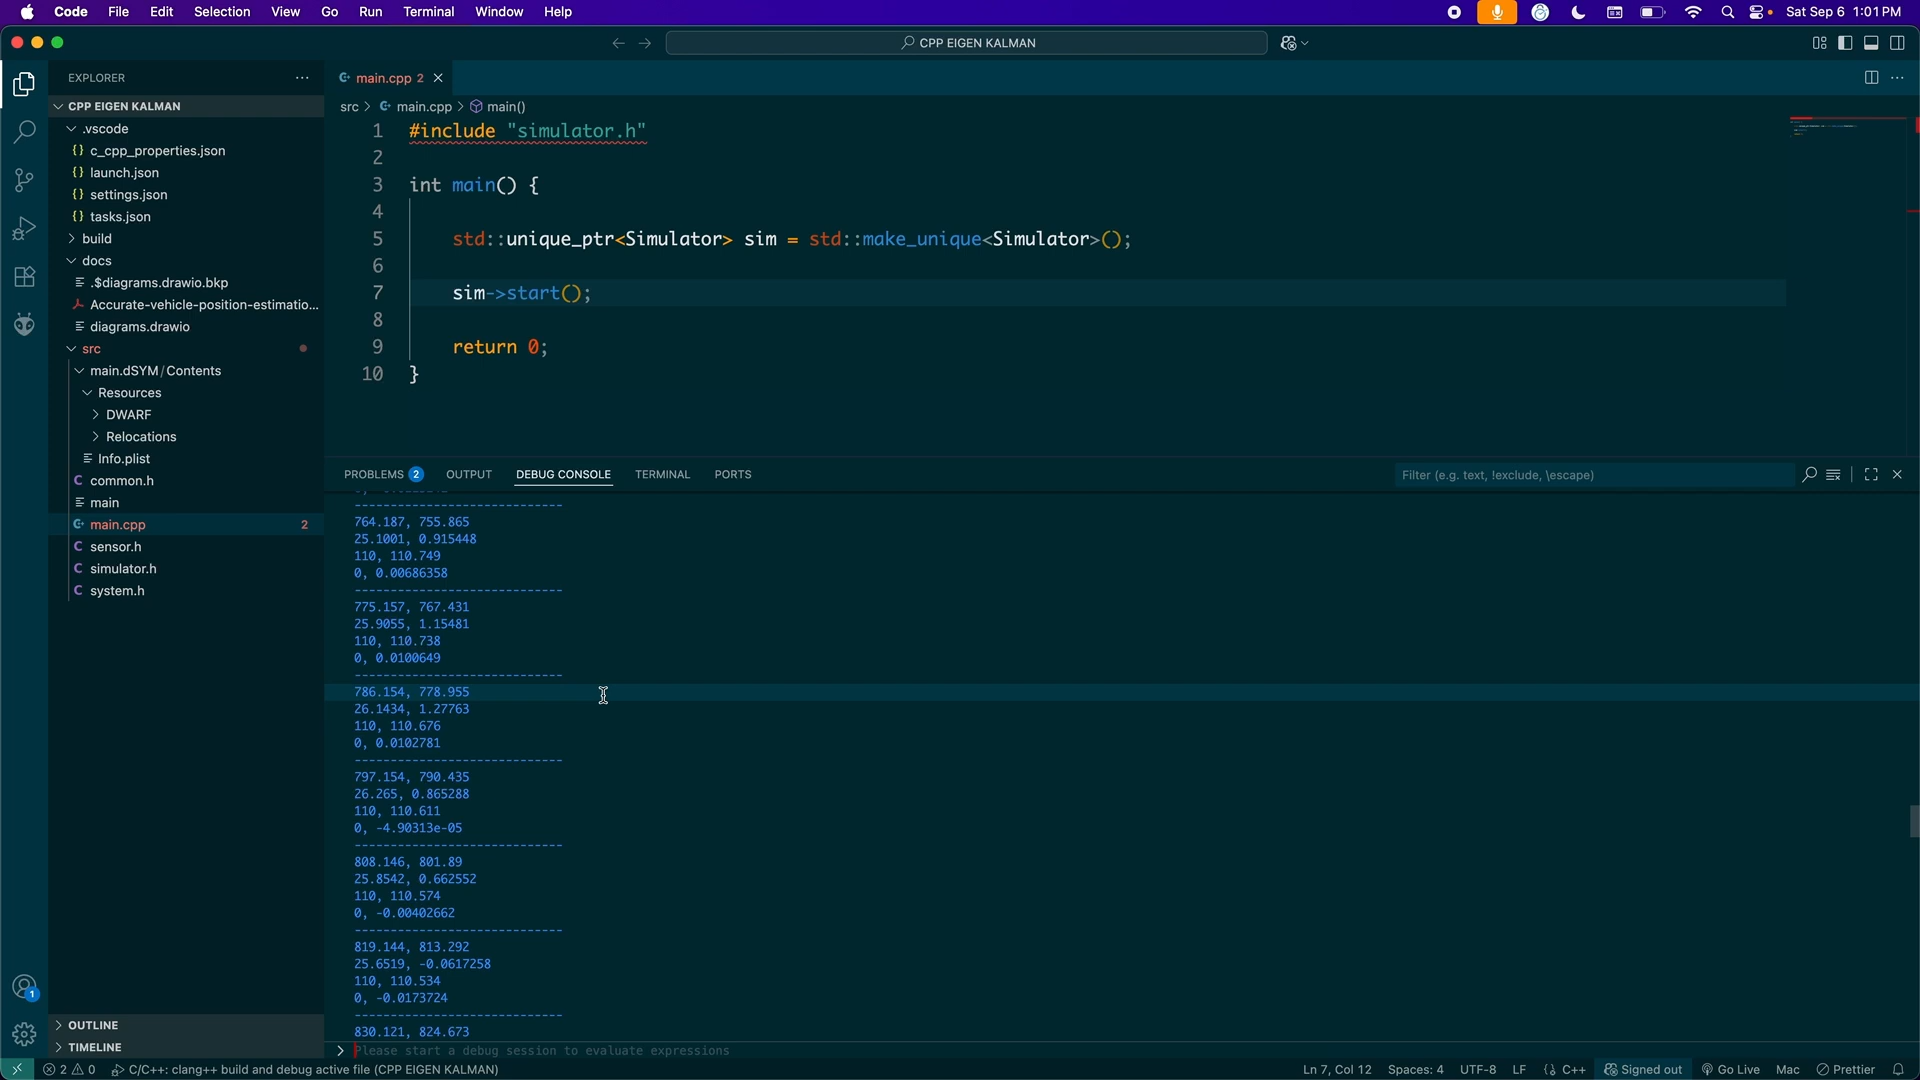 Code File Edit Selection View Go Run Terminal Window Help Sat Sep 6 1:01 PM
CPP EIGEN KALMAN
EXPLORER
CPP EIGEN KALMAN
.vscode
{} c_cpp_properties.json
{} launch.json
{} settings.json
{} tasks.json
build
docs
.$diagrams.drawio.bkp
Accurate-vehicle-position-estimatio...
diagrams.drawio
src
main.dSYM/Contents
Resources
DWARF
Relocations
Info.plist
C common.h
main
main.cpp 2
C sensor.h
C simulator.h
C system.h
1
OUTLINE
TIMELINE
main.cpp 2
src > main.cpp > main()
1 #include "simulator.h"
2
3 int main() {
4
5 std::unique_ptr<Simulator> sim = std::make_unique<Simulator>();
6
7 sim->start();
8
9 return 0;
10 }
PROBLEMS 2 OUTPUT DEBUG CONSOLE TERMINAL PORTS Filter (e.g. text, !exclude, \escape)
-----------------------------
764.187, 755.865
25.1001, 0.915448
110, 110.749
0, 0.00686358
-----------------------------
775.157, 767.431
25.9055, 1.15481
110, 110.738
0, 0.0100649
-----------------------------
786.154, 778.955
26.1434, 1.27763
110, 110.676
0, 0.0102781
-----------------------------
797.154, 790.435
26.265, 0.865288
110, 110.611
0, -4.90313e-05
-----------------------------
808.146, 801.89
25.8542, 0.662552
110, 110.574
0, -0.00402662
-----------------------------
819.144, 813.292
25.6519, -0.0617258
110, 110.534
0, -0.0173724
-----------------------------
830.121, 824.673
> Please start a debug session to evaluate expressions
2 0 C/C++: clang++ build and debug active file (CPP EIGEN KALMAN) Ln 7, Col 12 Spaces: 4 UTF-8 LF {} C++ Signed out Go Live Mac Prettier